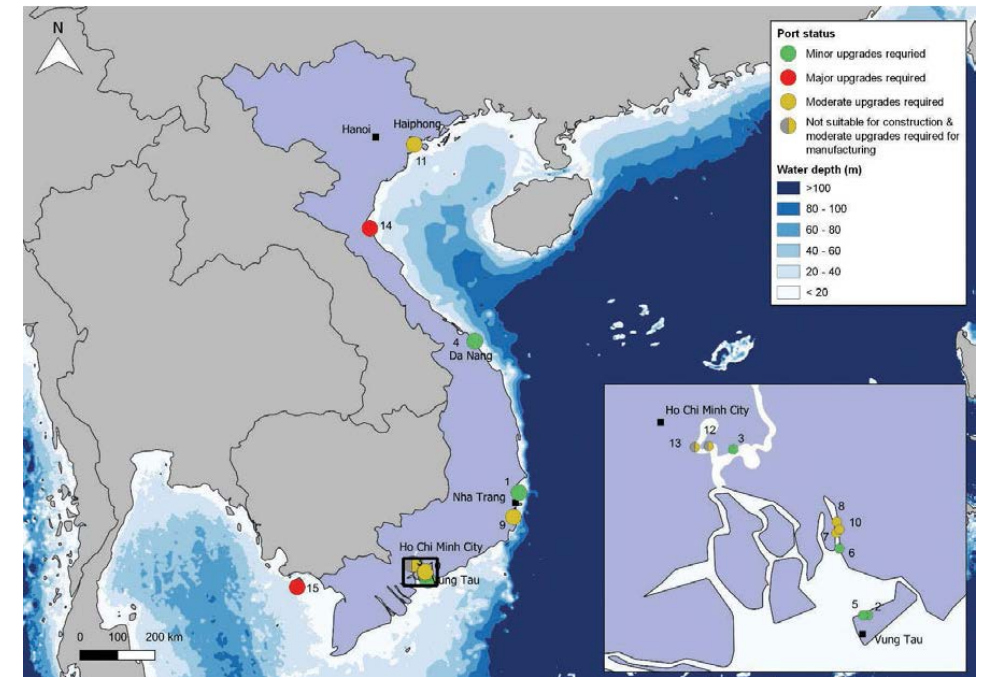 N
Hanoi
Haiphong
11
14
4
Da Nang
1
Nha Trang
9
Ho Chi Minh City
3
ung Tau
15
0 100 200 km
Port status
Minor upgrades requried
Major upgrades required
Moderate upgrades required
Not suitable for construction &
moderate upgrades required for
manufacturing
Water depth (m)
>100
80 - 100
60 - 80
40 - 60
20 - 40
< 20
Ho Chi Minh City
12
13
3
8
10
7
6
5
2
Vung Tau